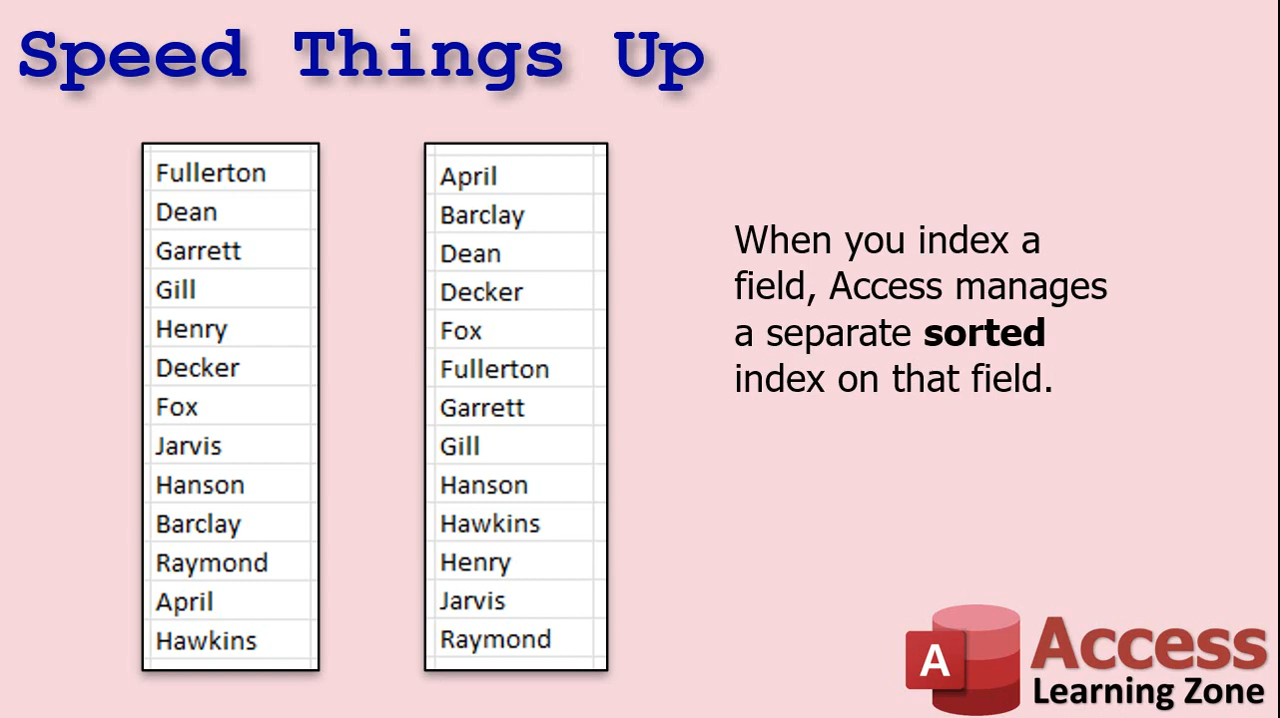 Speed Things Up
Fullerton
Dean
Garrett
Gill
Henry
Decker
Fox
Jarvis
Hanson
Barclay
Raymond
April
Hawkins
April
Barclay
Dean
Decker
Fox
Fullerton
Garrett
Gill
Hanson
Hawkins
Henry
Jarvis
Raymond
When you index a
field, Access manages
a separate sorted
index on that field.
A
Access
Learning Zone